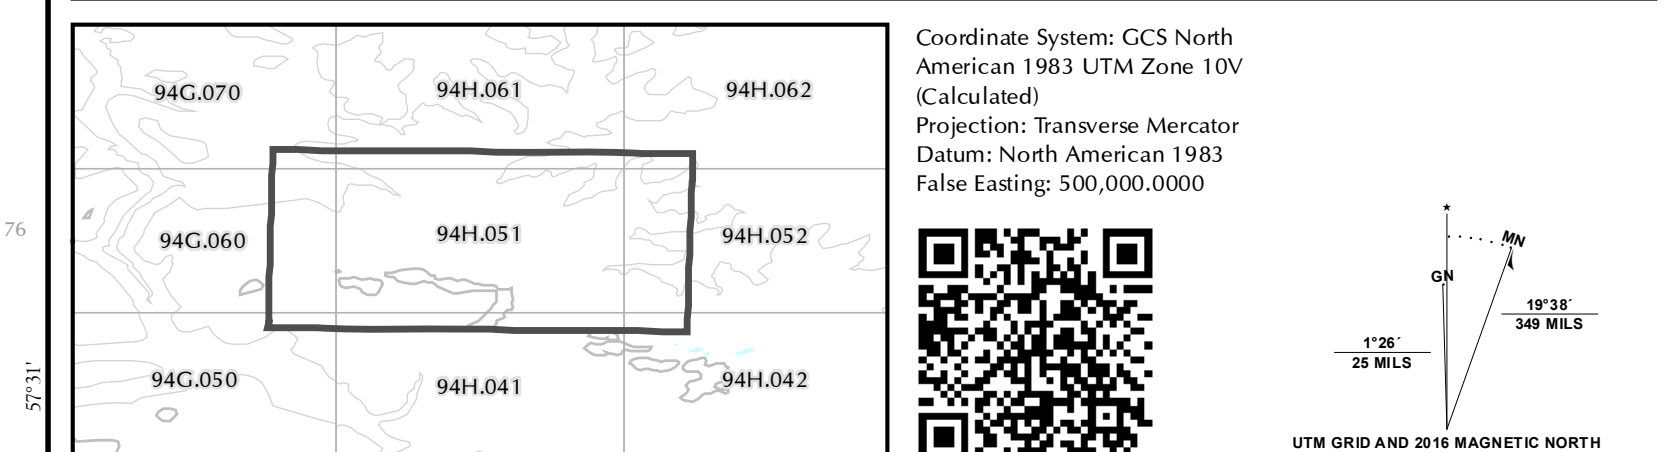 94G.070
94H.061
94H.062
94G.060
94H.051
94H.052
94G.050
94H.041
94H.042
76
57°31'
Coordinate System: GCS North
American 1983 UTM Zone 10V
(Calculated)
Projection: Transverse Mercator
Datum: North American 1983
False Easting: 500,000.0000
MN
GN
19°38´
349 MILS
1°26´
25 MILS
UTM GRID AND 2016 MAGNETIC NORTH